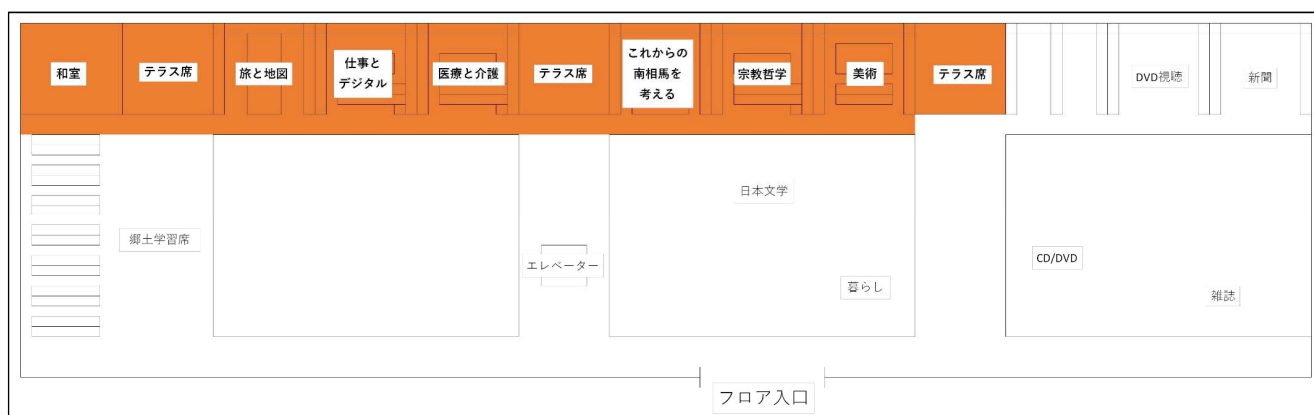 和室
テラス席
旅と地図
仕事と
デジタル
医療と介護
テラス席
これからの
南相馬を
考える
宗教哲学
美術
テラス席
DVD視聴
新聞
日本文学
郷土学習席
エレベーター
CD/DVD
暮らし
雑誌
フロア入口